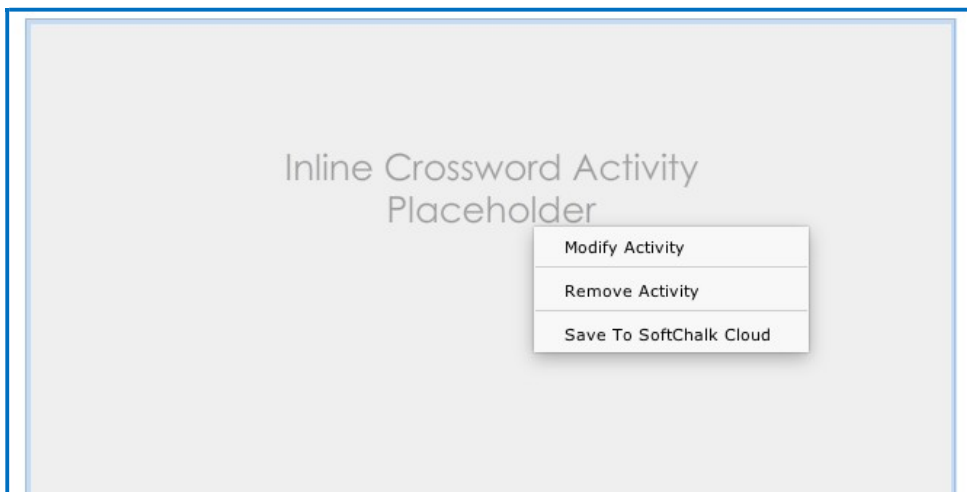 Inline Crossword Activity
Placeholder
Modify Activity
Remove Activity
Save To SoftChalk Cloud